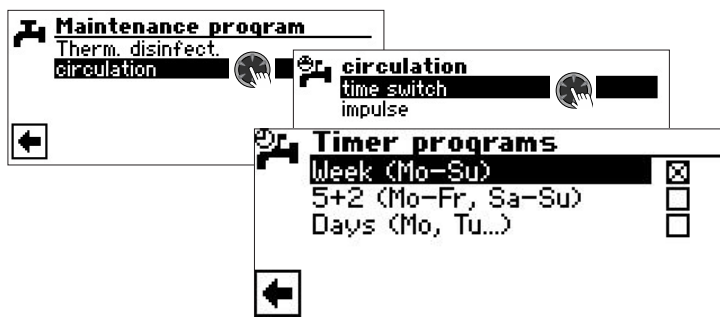 Maintenance program
Therm. disinfect.
circulation
circulation
time switch
impulse
Timer programs
Week (Mo-Su)
5+2 (Mo-Fr, Sa-Su)
Days (Mo, Tu...)